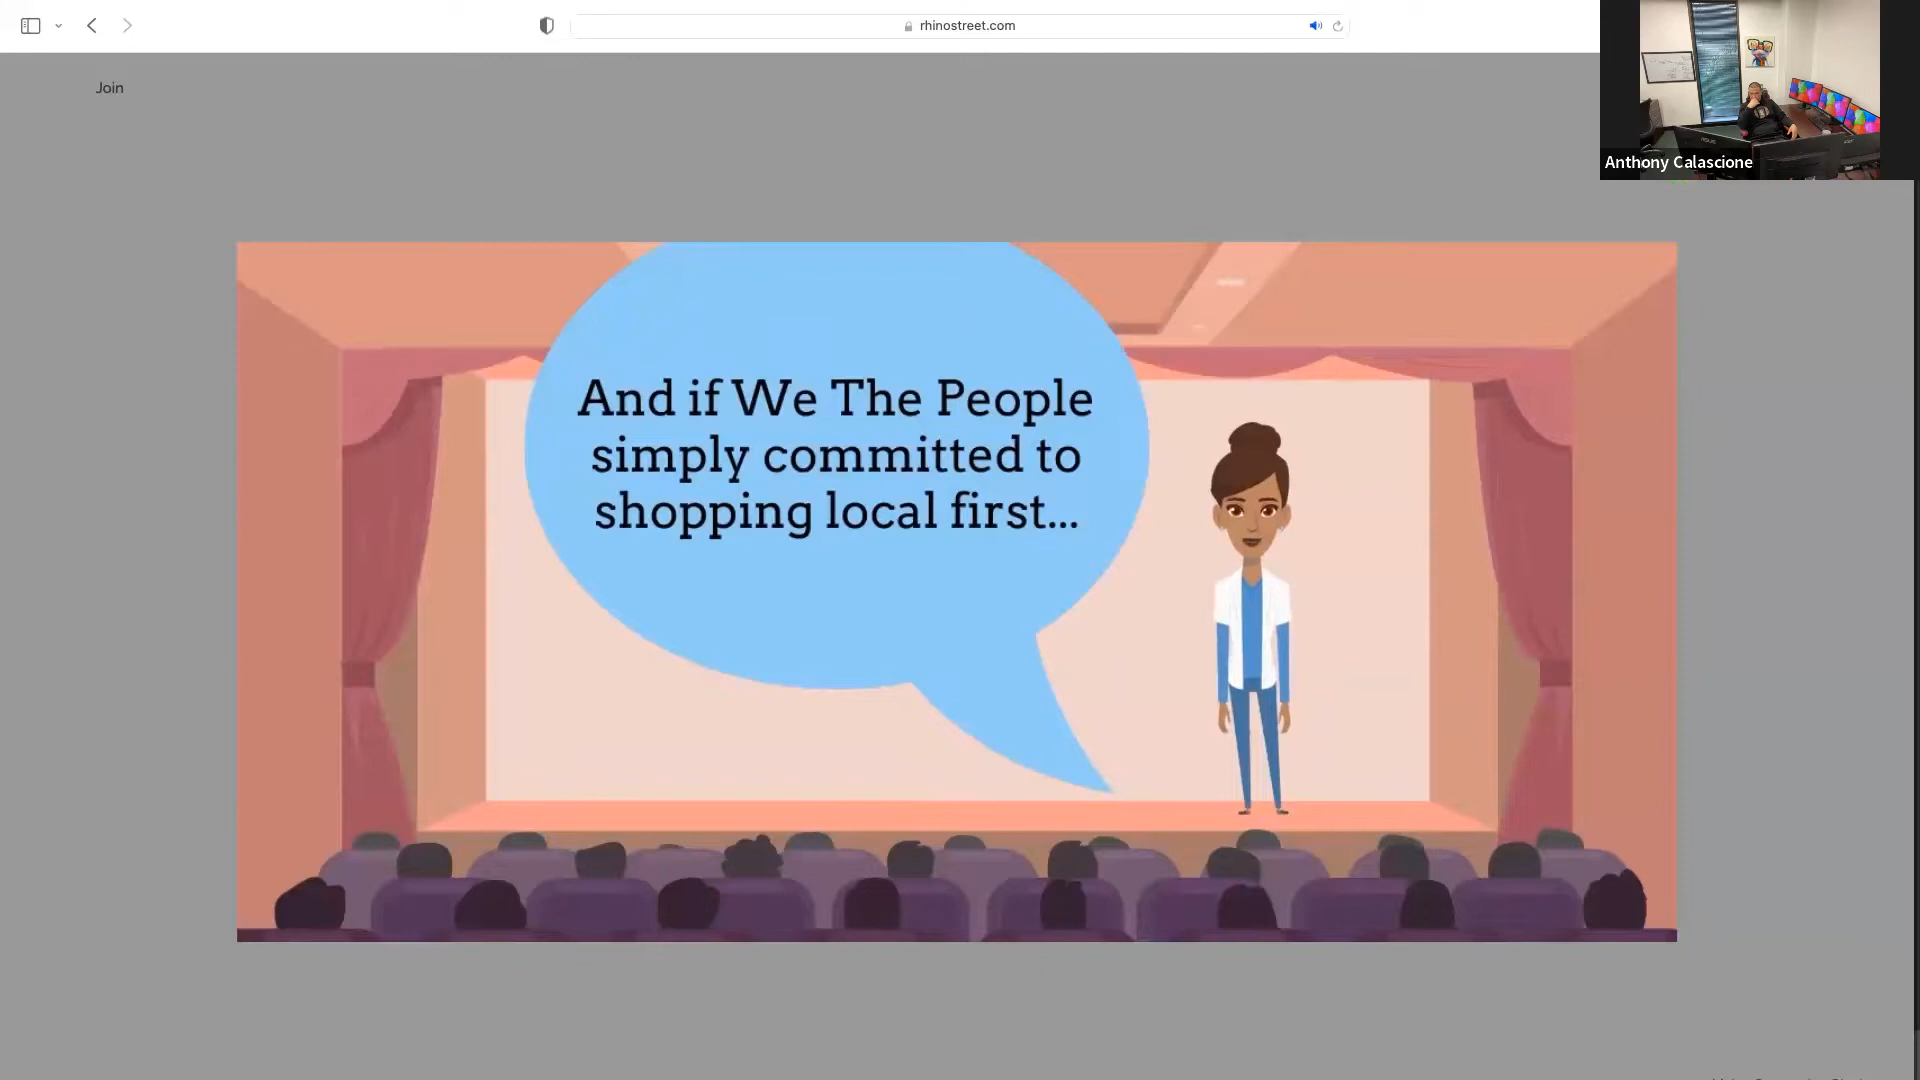 rhinostreet.com
Join
Anthony Calascione
And if We The People
simply committed to
shopping local first...